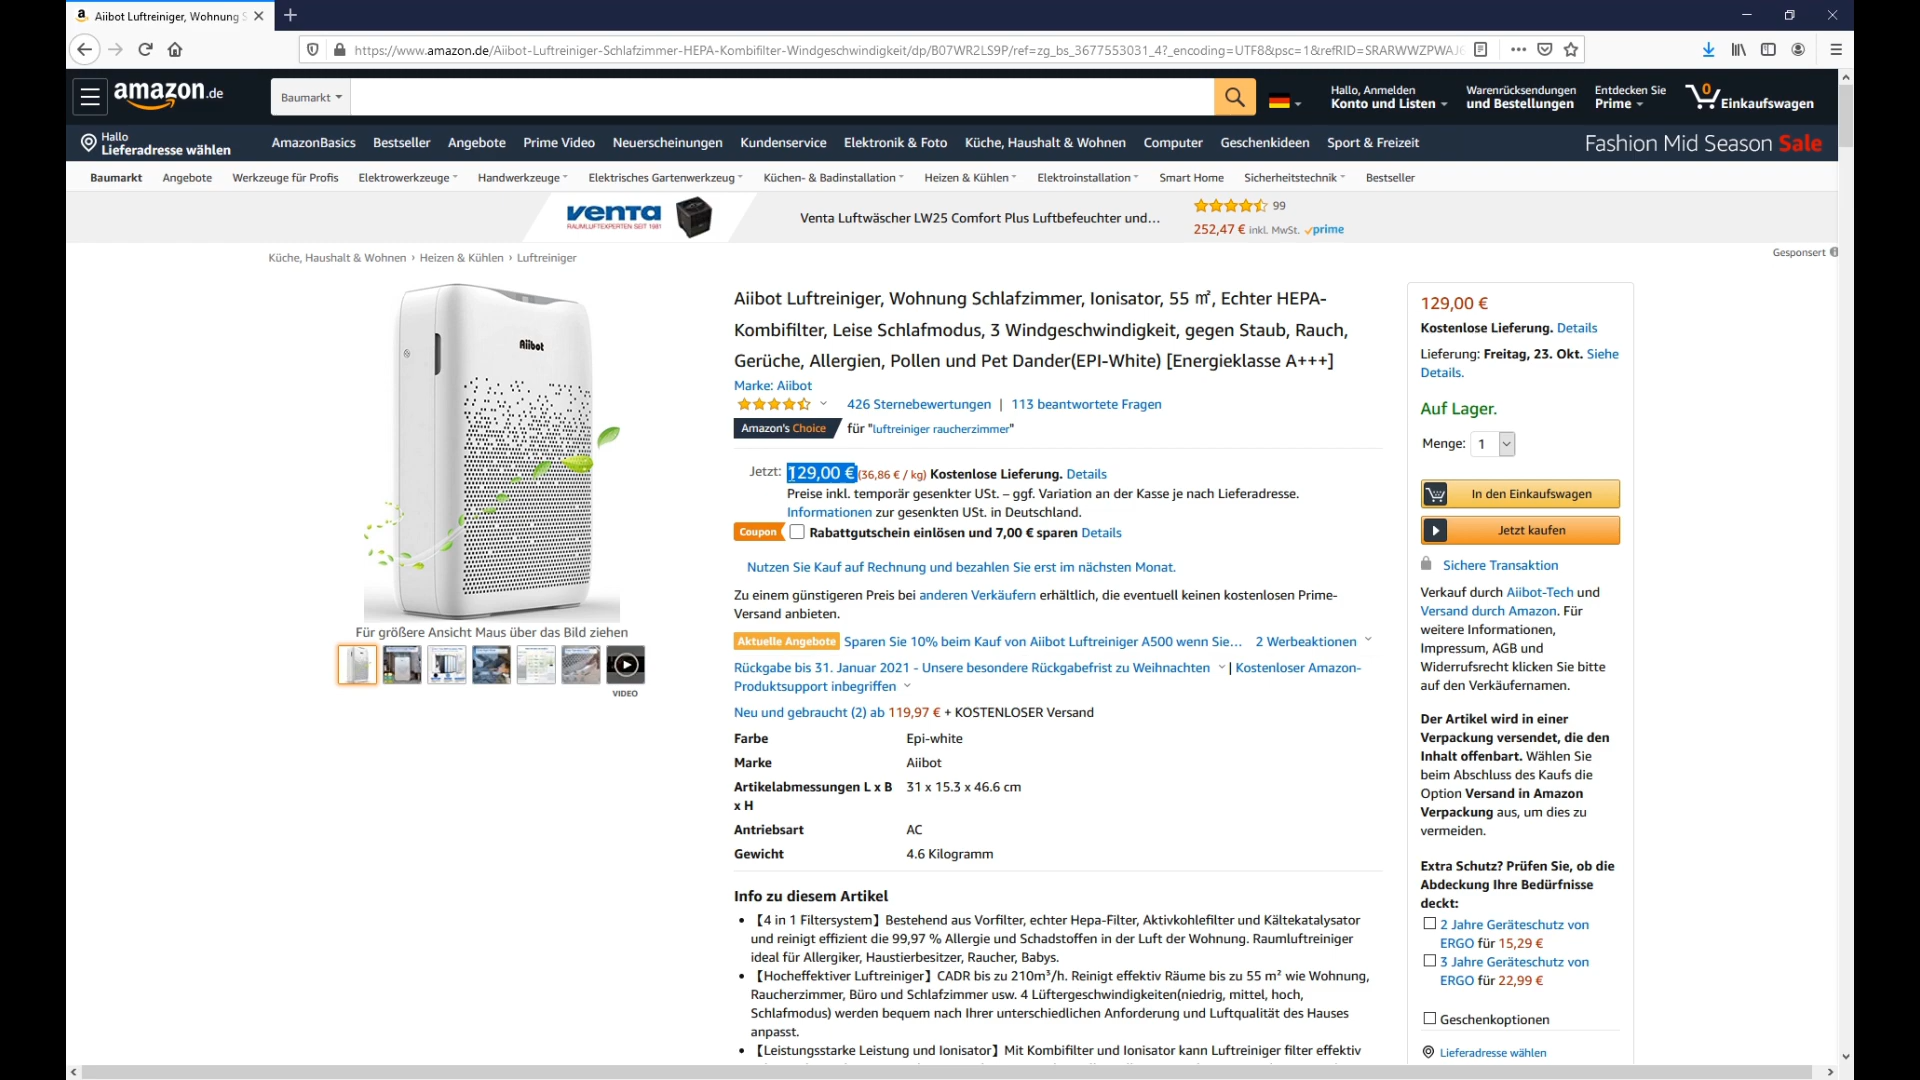 Aiibot Luftreiniger, Wohnung S
https://www.amazon.de/Aiibot-Luftreiniger-Schlafzimmer-HEPA-Kombifilter-Windgeschwindigkeit/dp/B07WR2LS9P/ref=zg_bs_3677553031_4?_encoding=UTF8&psc=1&refRID=SRARWWZPWAJ6
amazon.de
Baumarkt
Hallo, Anmelden
Konto und Listen
Warenrücksendungen
und Bestellungen
Entdecken Sie
Prime
0
Einkaufswagen
Hallo
Lieferadresse wählen
AmazonBasics Bestseller Angebote Prime Video Neuerscheinungen Kundenservice Elektronik & Foto Küche, Haushalt & Wohnen Computer Geschenkideen Sport & Freizeit
Fashion Mid Season Sale
Baumarkt Angebote Werkzeuge für Profis Elektrowerkzeuge Handwerkzeuge Elektrisches Gartenwerkzeug Küchen- & Badinstallation Heizen & Kühlen Elektroinstallation Smart Home Sicherheitstechnik Bestseller
venta
RAUMLUFTEXPERTEN SEIT 1981
Venta Luftwäscher LW25 Comfort Plus Luftbefeuchter und...
99
252,47 € inkl. MwSt. prime
Gesponsert
Küche, Haushalt & Wohnen › Heizen & Kühlen › Luftreiniger
Aiibot
Für größere Ansicht Maus über das Bild ziehen
VIDEO
Aiibot Luftreiniger, Wohnung Schlafzimmer, Ionisator, 55 ㎡, Echter HEPA-
Kombifilter, Leise Schlafmodus, 3 Windgeschwindigkeit, gegen Staub, Rauch,
Gerüche, Allergien, Pollen und Pet Dander(EPI-White) [Energieklasse A+++]
Marke: Aiibot
426 Sternebewertungen | 113 beantwortete Fragen
Amazon's Choice für "luftreiniger raucherzimmer"
Jetzt: 129,00 € (36,86 € / kg) Kostenlose Lieferung. Details
Preise inkl. temporär gesenkter USt. – ggf. Variation an der Kasse je nach Lieferadresse.
Informationen zur gesenkten USt. in Deutschland.
Coupon Rabattgutschein einlösen und 7,00 € sparen Details
Nutzen Sie Kauf auf Rechnung und bezahlen Sie erst im nächsten Monat.
Zu einem günstigeren Preis bei anderen Verkäufern erhältlich, die eventuell keinen kostenlosen Prime-
Versand anbieten.
Aktuelle Angebote Sparen Sie 10% beim Kauf von Aiibot Luftreiniger A500 wenn Sie... 2 Werbeaktionen
Rückgabe bis 31. Januar 2021 - Unsere besondere Rückgabefrist zu Weihnachten | Kostenloser Amazon-
Produktsupport inbegriffen
Neu und gebraucht (2) ab 119,97 € + KOSTENLOSER Versand
Farbe Epi-white
Marke Aiibot
Artikelabmessungen L x B 31 x 15.3 x 46.6 cm
x H
Antriebsart AC
Gewicht 4.6 Kilogramm
Info zu diesem Artikel
• 【4 in 1 Filtersystem】Bestehend aus Vorfilter, echter Hepa-Filter, Aktivkohlefilter und Kältekatalysator
und reinigt effizient die 99,97 % Allergie und Schadstoffen in der Luft der Wohnung. Raumluftreiniger
ideal für Allergiker, Haustierbesitzer, Raucher, Babys.
• 【Hocheffektiver Luftreiniger】CADR bis zu 210m³/h. Reinigt effektiv Räume bis zu 55 m² wie Wohnung,
Raucherzimmer, Büro und Schlafzimmer usw. 4 Lüftergeschwindigkeiten(niedrig, mittel, hoch,
Schlafmodus) werden bequem nach Ihrer unterschiedlichen Anforderung und Luftqualität des Hauses
anpasst.
• 【Leistungsstarke Leistung und Ionisator】Mit Kombifilter und Ionisator kann Luftreiniger filter effektiv
129,00 €
Kostenlose Lieferung. Details
Lieferung: Freitag, 23. Okt. Siehe
Details.
Auf Lager.
Menge: 1
In den Einkaufswagen
Jetzt kaufen
Sichere Transaktion
Verkauf durch Aiibot-Tech und
Versand durch Amazon. Für
weitere Informationen,
Impressum, AGB und
Widerrufsrecht klicken Sie bitte
auf den Verkäufernamen.
Der Artikel wird in einer
Verpackung versendet, die den
Inhalt offenbart. Wählen Sie
beim Abschluss des Kaufs die
Option Versand in Amazon
Verpackung aus, um dies zu
vermeiden.
Extra Schutz? Prüfen Sie, ob die
Abdeckung Ihre Bedürfnisse
deckt:
2 Jahre Geräteschutz von
ERGO für 15,29 €
3 Jahre Geräteschutz von
ERGO für 22,99 €
Geschenkoptionen
Lieferadresse wählen